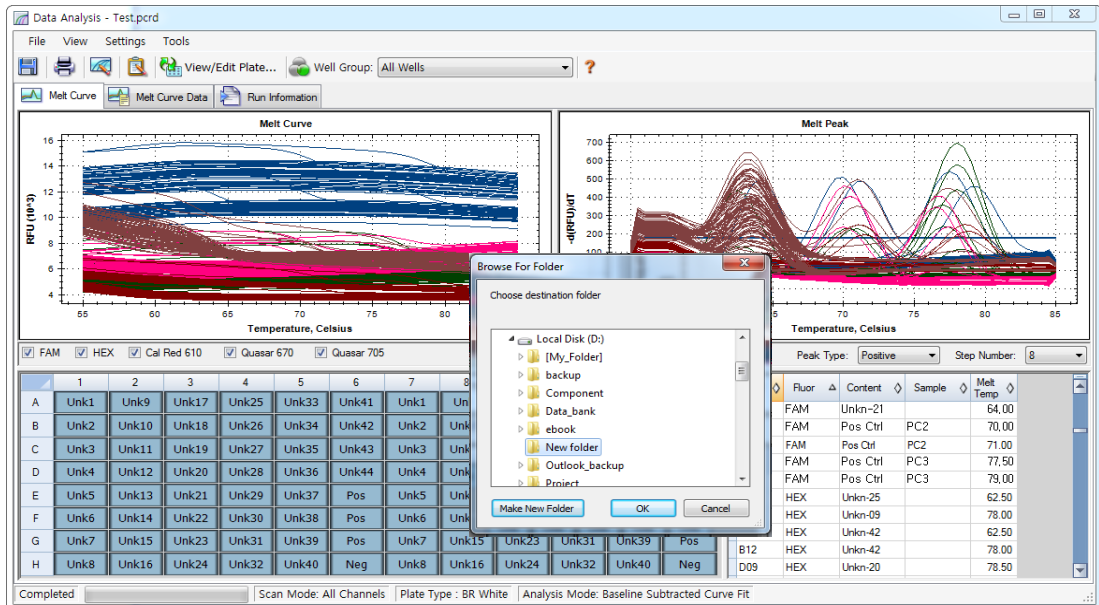 Data Analysis - Test.pcrd
File View Settings Tools
View/Edit Plate... Well Group: All Wells ?
Melt Curve Melt Curve Data Run Information
Melt Curve
16
14
12
10
8
6
4
RFU (10^3)
55 60 65 70 75 80
Temperature, Celsius
Melt Peak
700
600
500
400
300
200
100
-d(RFU)/dT
70 75 80 85
Temperature, Celsius
FAM HEX Cal Red 610 Quasar 670 Quasar 705
Peak Type: Positive Step Number: 8
Browse For Folder
Choose destination folder
Local Disk (D:)
[My_Folder]
backup
Component
Data_bank
ebook
New folder
Outlook_backup
Project
Make New Folder OK Cancel
1 2 3 4 5 6 7 8
A Unk1 Unk9 Unk17 Unk25 Unk33 Unk41 Unk1
B Unk2 Unk10 Unk18 Unk26 Unk34 Unk42 Unk2
C Unk3 Unk11 Unk19 Unk27 Unk35 Unk43 Unk3
D Unk4 Unk12 Unk20 Unk28 Unk36 Unk44 Unk4
E Unk5 Unk13 Unk21 Unk29 Unk37 Pos Unk5
F Unk6 Unk14 Unk22 Unk30 Unk38 Pos Unk6
G Unk7 Unk15 Unk23 Unk31 Unk39 Pos Unk7 Unk15 Unk23 Unk31 Unk39 Pos
H Unk8 Unk16 Unk24 Unk32 Unk40 Neg Unk8 Unk16 Unk24 Unk32 Unk40 Neg
Fluor Content Sample Melt Temp
FAM Unkn-21 64,00
FAM Pos Ctrl PC2 70,00
FAM Pos Ctrl PC2 71.00
FAM Pos Ctrl PC3 77,50
FAM Pos Ctrl PC3 79,00
HEX Unkn-25 62.50
HEX Unkn-09 78.00
HEX Unkn-42 62.50
B12 HEX Unkn-42 78.00
D09 HEX Unkn-20 78.50
Completed Scan Mode: All Channels Plate Type : BR White Analysis Mode: Baseline Subtracted Curve Fit